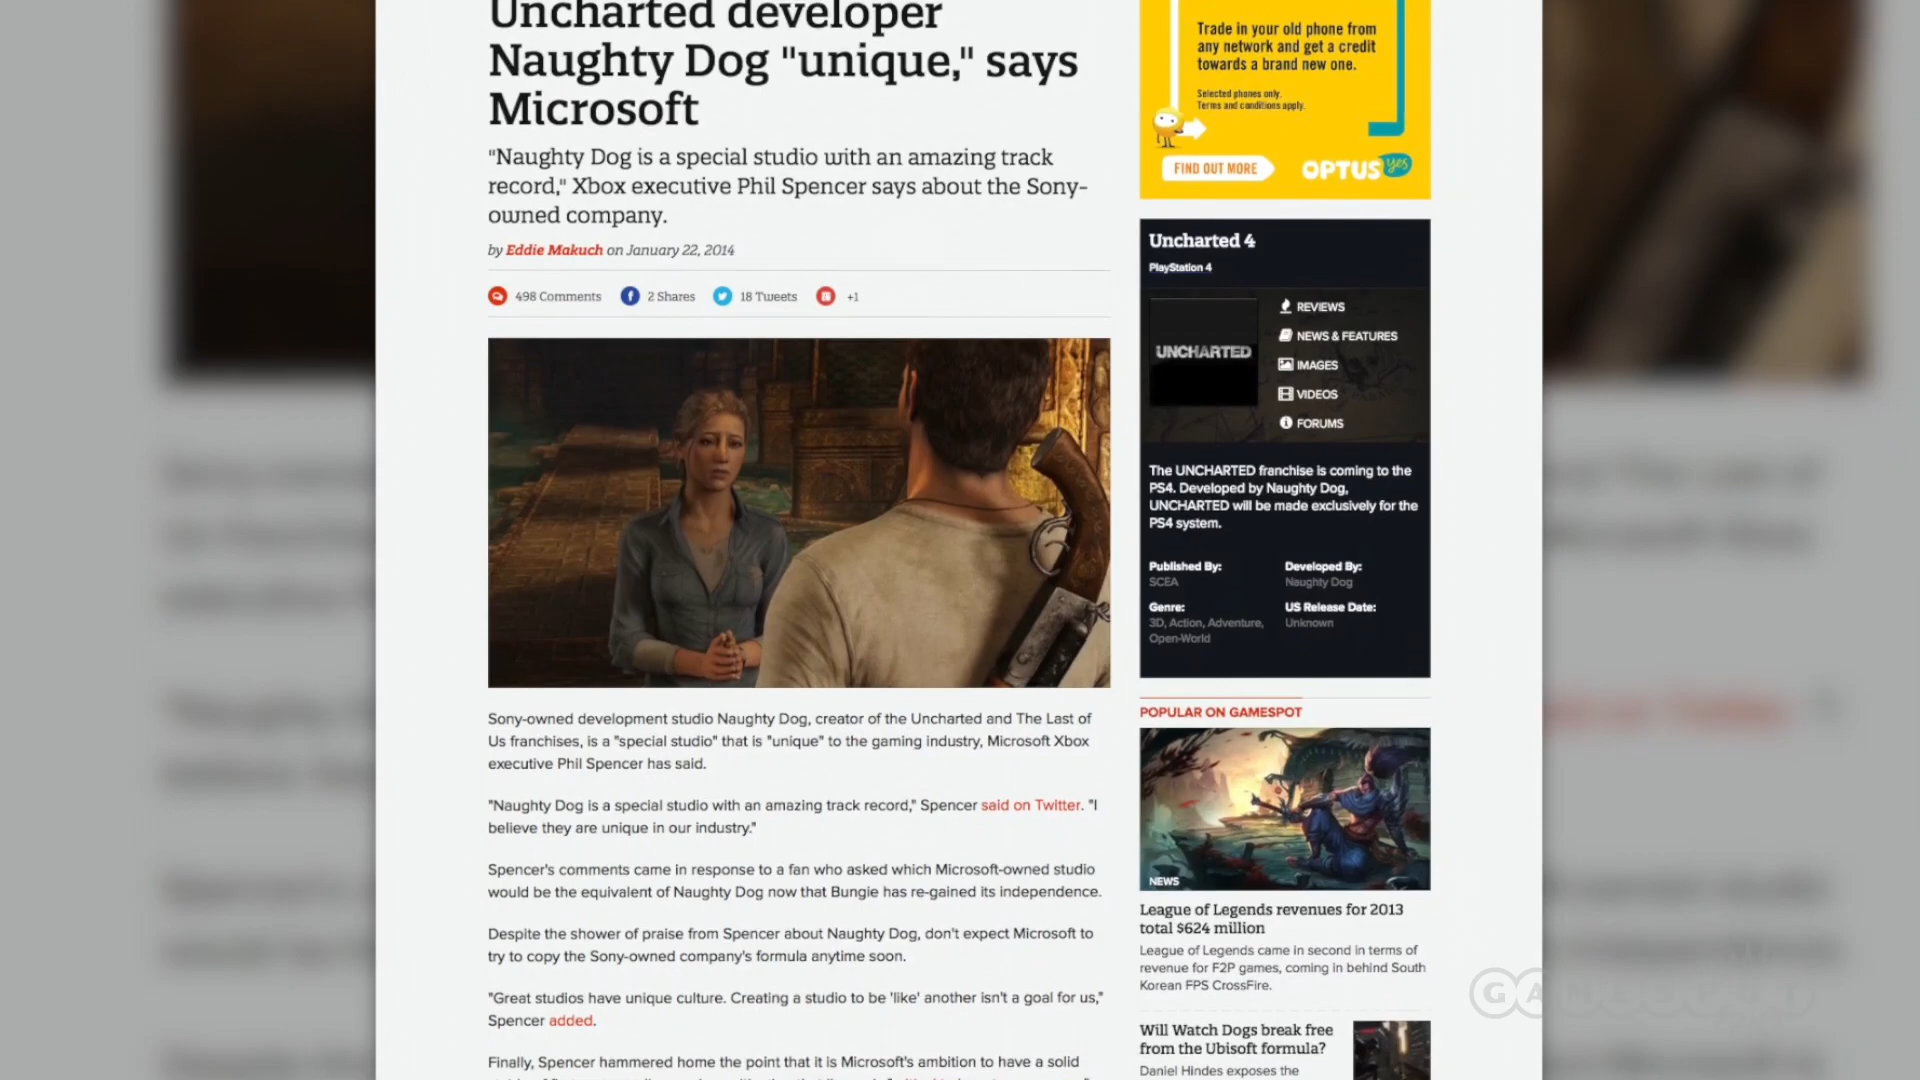 Uncharted developer
Naughty Dog "unique," says
Microsoft
"Naughty Dog is a special studio with an amazing track
record," Xbox executive Phil Spencer says about the Sony-
owned company.
by Eddie Makuch on January 22, 2014
498 Comments 2 Shares 18 Tweets +1
Sony-owned development studio Naughty Dog, creator of the Uncharted and The Last of
Us franchises, is a "special studio" that is "unique" to the gaming industry, Microsoft Xbox
executive Phil Spencer has said.
"Naughty Dog is a special studio with an amazing track record," Spencer said on Twitter. "I
believe they are unique in our industry."
Spencer's comments came in response to a fan who asked which Microsoft-owned studio
would be the equivalent of Naughty Dog now that Bungie has re-gained its independence.
Despite the shower of praise from Spencer about Naughty Dog, don't expect Microsoft to
try to copy the Sony-owned company's formula anytime soon.
"Great studios have unique culture. Creating a studio to be 'like' another isn't a goal for us,"
Spencer added.
Finally, Spencer hammered home the point that it is Microsoft's ambition to have a solid
Trade in your old phone from
any network and get a credit
towards a brand new one.
Selected phones only.
Terms and conditions apply.
FIND OUT MORE
OPTUS yes
Uncharted 4
PlayStation 4
UNCHARTED
REVIEWS
NEWS & FEATURES
IMAGES
VIDEOS
FORUMS
The UNCHARTED franchise is coming to the
PS4. Developed by Naughty Dog,
UNCHARTED will be made exclusively for the
PS4 system.
Published By: Developed By:
SCEA Naughty Dog
Genre: US Release Date:
3D, Action, Adventure, Unknown
Open-World
POPULAR ON GAMESPOT
NEWS
League of Legends revenues for 2013
total $624 million
League of Legends came in second in terms of
revenue for F2P games, coming in behind South
Korean FPS CrossFire.
Will Watch Dogs break free
from the Ubisoft formula?
Daniel Hindes exposes the